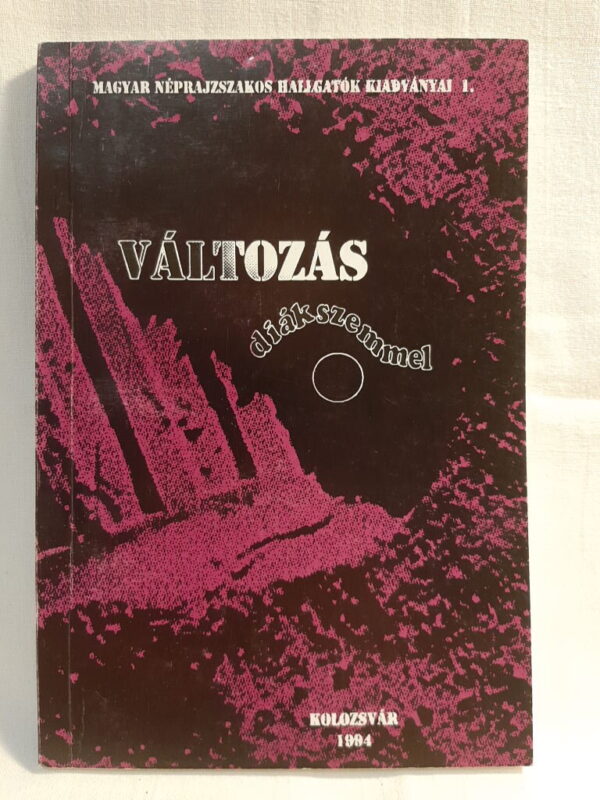 MAGYAR NÉPRAJZSZAKOS HALLGATÓK KIADVÁNYAI 1.
VÁLTOZÁS
diákszemmel
KOLOZSVÁR
1994